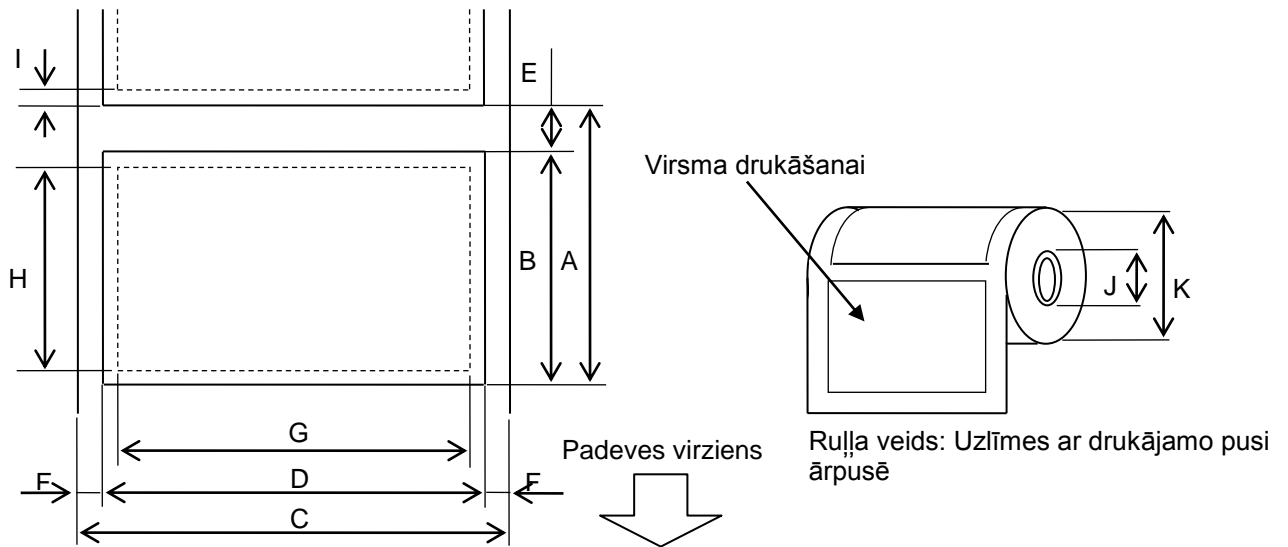 I
E
Virsma drukāšanai
H
B
A
J
K
G
Padeves virziens
Ruļļa veids: Uzlīmes ar drukājamo pusi
ārpusē
F
D
F
C